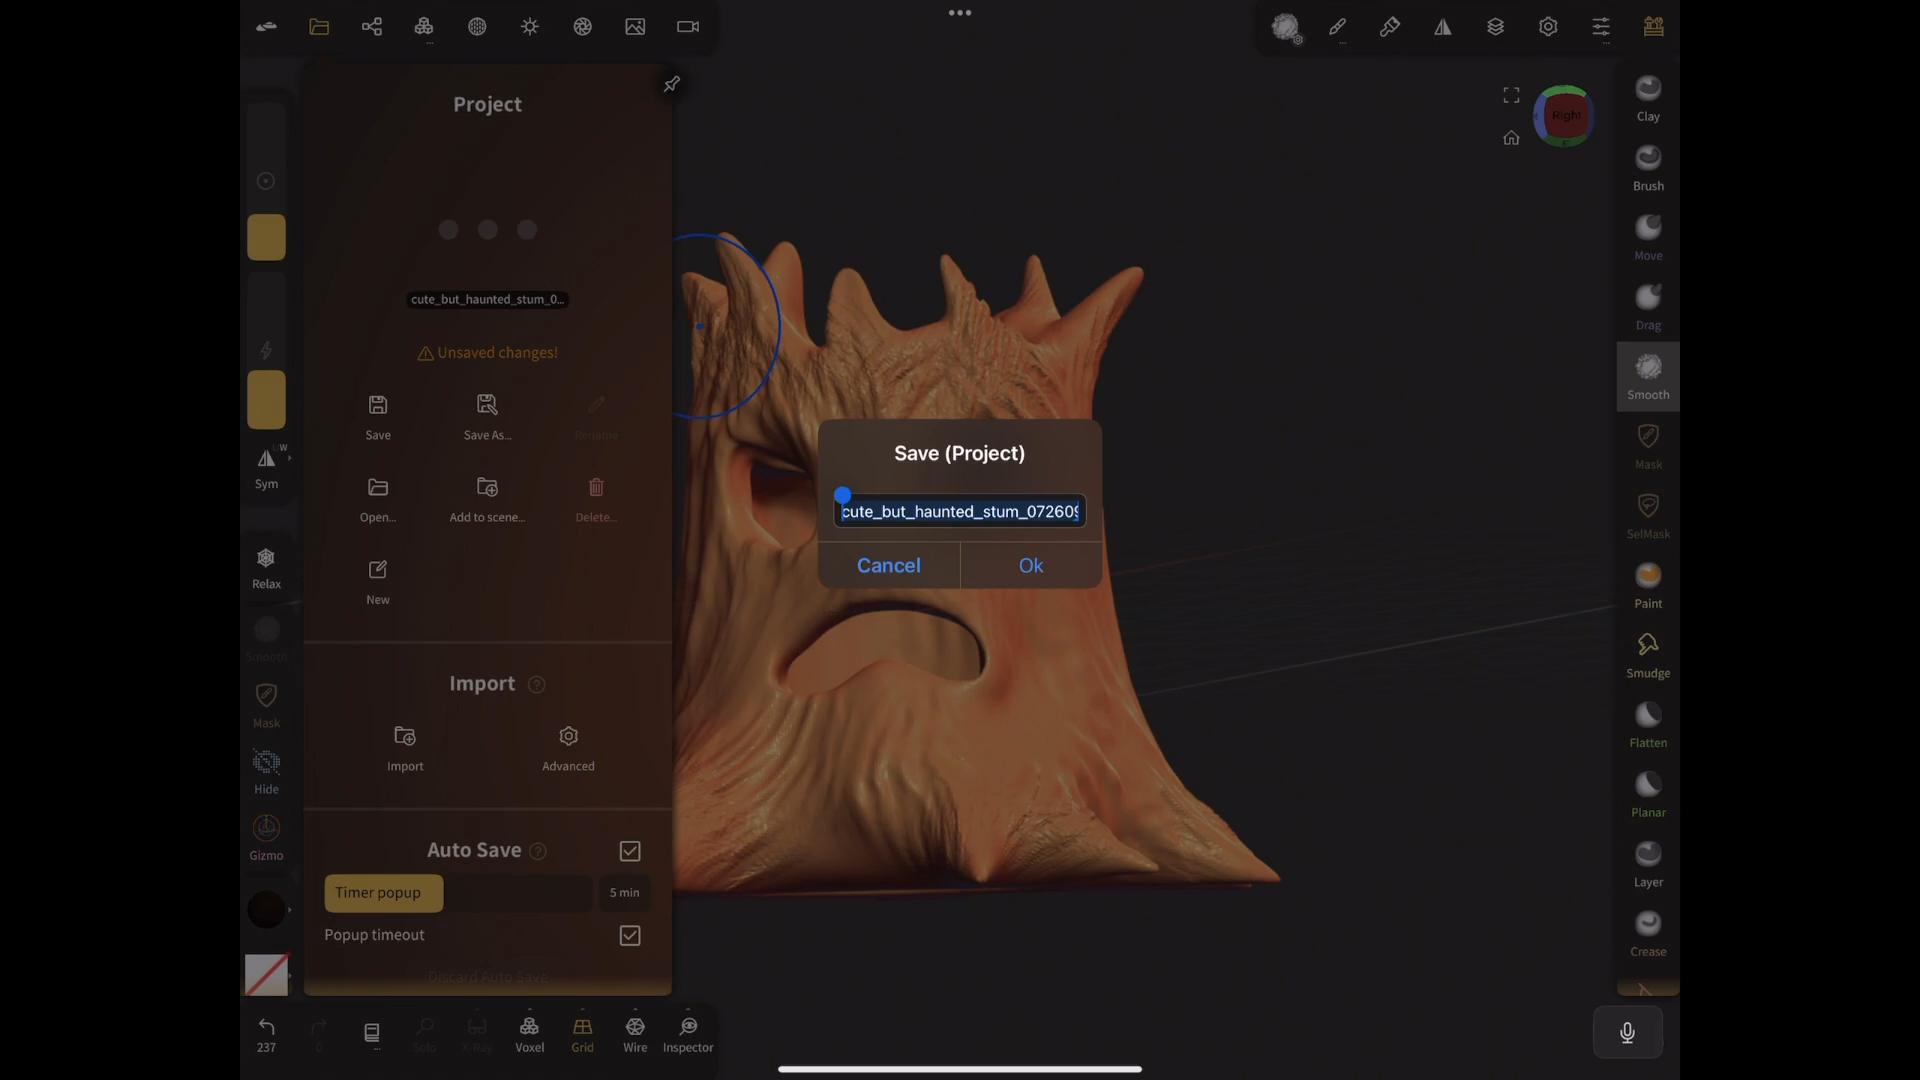 Project
cute_but_haunted_stum_0...
Unsaved changes!
Save
Save As...
Rename
Open...
Add to scene...
Delete...
New
Import
Import
Advanced
Auto Save
Timer popup
5 min
Popup timeout
Discard Auto Save
Sym
Relax
Smooth
Mask
Hide
Gizmo
237
0
Solo
X-Ray
Voxel
Grid
Wire
Inspector
Save (Project)
cute_but_haunted_stum_072609
Cancel
Ok
Right
Clay
Brush
Move
Drag
Smooth
Mask
SelMask
Paint
Smudge
Flatten
Planar
Layer
Crease